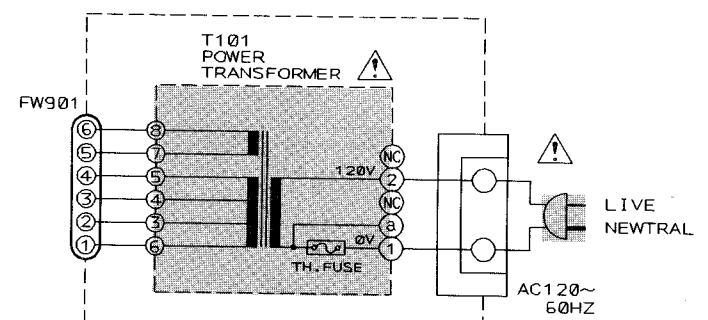 T101
POWER
TRANSFORMER
FW901
6
5
4
3
2
1
8
7
5
4
3
6
NC
120V
2
NC
a
0V
1
TH.FUSE
LIVE
NEWTRAL
AC120~
60HZ